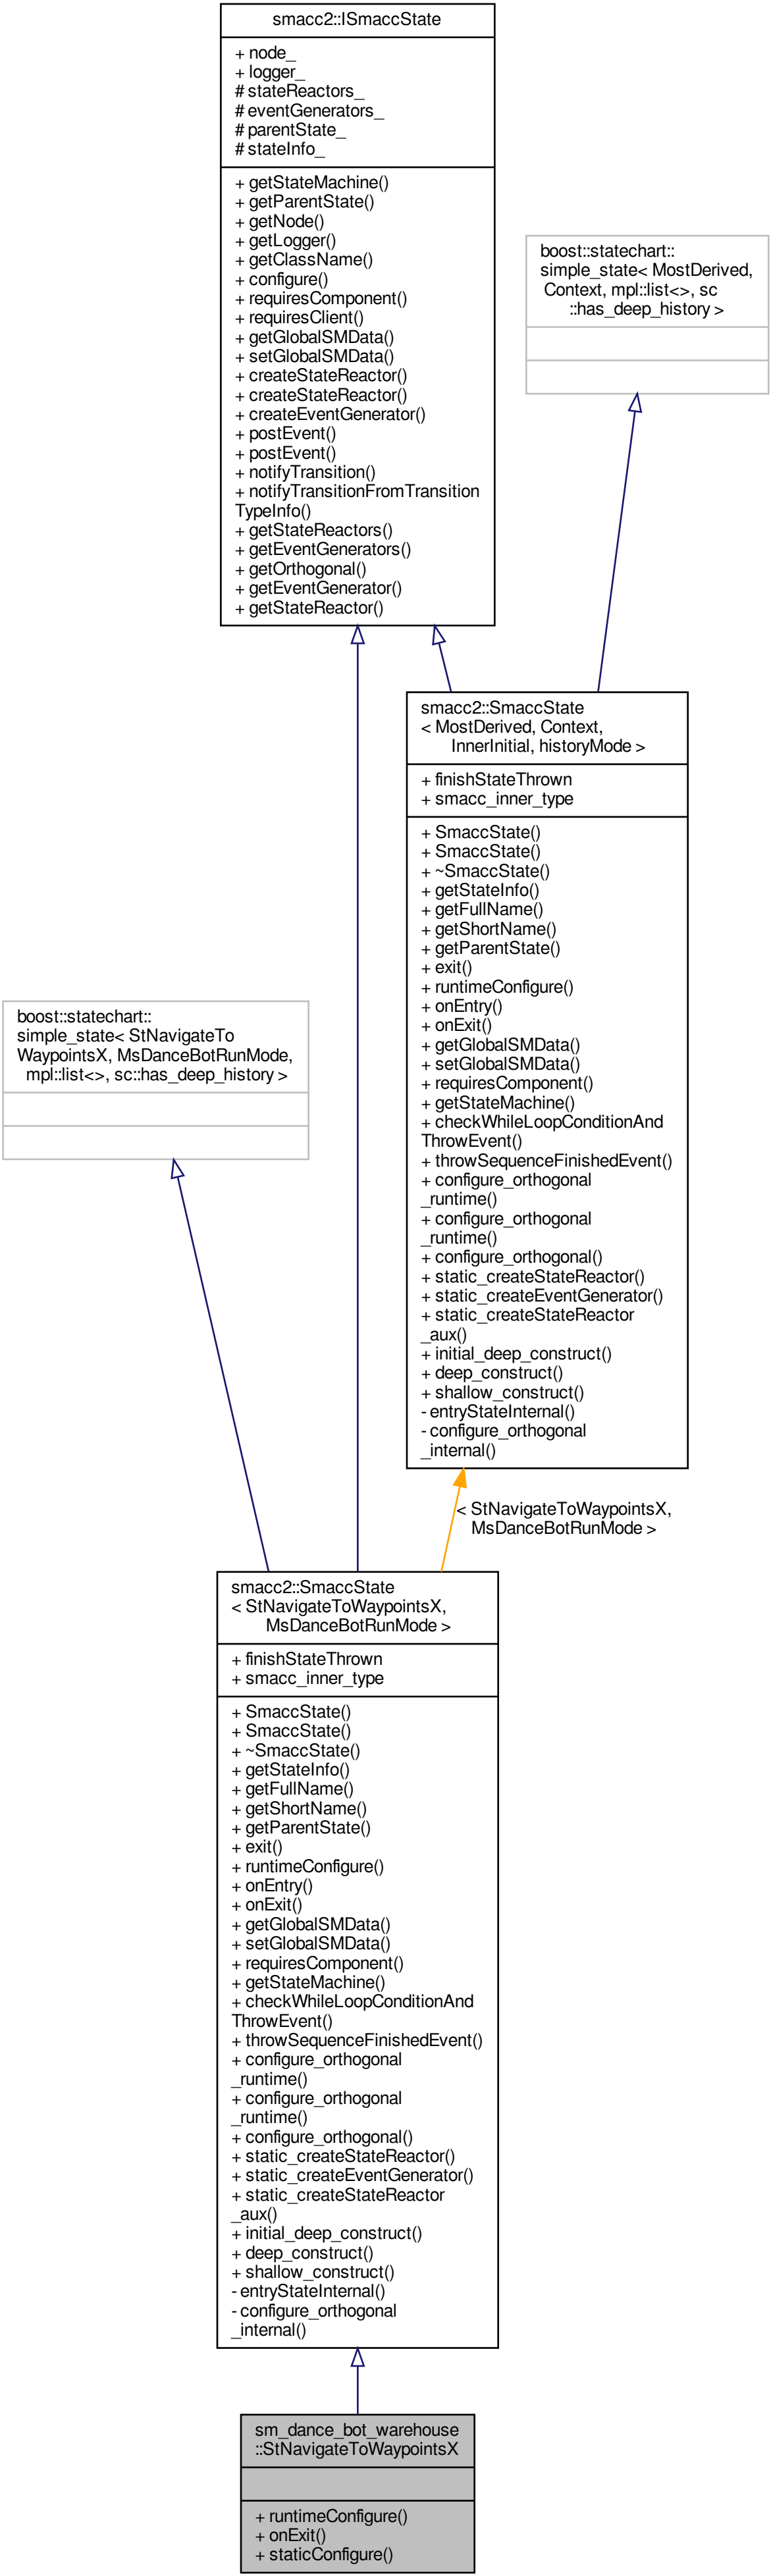 smacc2::ISmaccState
+ node_
+ logger_
# stateReactors_
# eventGenerators_
# parentState_
# stateInfo_
+ getStateMachine()
+ getParentState()
+ getNode()
+ getLogger()
+ getClassName()
+ configure()
+ requiresComponent()
+ requiresClient()
+ getGlobalSMData()
+ setGlobalSMData()
+ createStateReactor()
+ createStateReactor()
+ createEventGenerator()
+ postEvent()
+ postEvent()
+ notifyTransition()
+ notifyTransitionFromTransition
TypeInfo()
+ getStateReactors()
+ getEventGenerators()
+ getOrthogonal()
+ getEventGenerator()
+ getStateReactor()
boost::statechart::
simple_state< MostDerived,
Context, mpl::list<>, sc
::has_deep_history >
smacc2::SmaccState
< MostDerived, Context,
InnerInitial, historyMode >
+ finishStateThrown
+ smacc_inner_type
+ SmaccState()
+ SmaccState()
+ ~SmaccState()
+ getStateInfo()
+ getFullName()
+ getShortName()
+ getParentState()
+ exit()
+ runtimeConfigure()
+ onEntry()
+ onExit()
+ getGlobalSMData()
+ setGlobalSMData()
+ requiresComponent()
+ getStateMachine()
+ checkWhileLoopConditionAnd
ThrowEvent()
+ throwSequenceFinishedEvent()
+ configure_orthogonal
_runtime()
+ configure_orthogonal
_runtime()
+ configure_orthogonal()
+ static_createStateReactor()
+ static_createEventGenerator()
+ static_createStateReactor
_aux()
+ initial_deep_construct()
+ deep_construct()
+ shallow_construct()
- entryStateInternal()
- configure_orthogonal
_internal()
boost::statechart::
simple_state< StNavigateTo
WaypointsX, MsDanceBotRunMode,
mpl::list<>, sc::has_deep_history >
< StNavigateToWaypointsX,
MsDanceBotRunMode >
smacc2::SmaccState
< StNavigateToWaypointsX,
MsDanceBotRunMode >
+ finishStateThrown
+ smacc_inner_type
+ SmaccState()
+ SmaccState()
+ ~SmaccState()
+ getStateInfo()
+ getFullName()
+ getShortName()
+ getParentState()
+ exit()
+ runtimeConfigure()
+ onEntry()
+ onExit()
+ getGlobalSMData()
+ setGlobalSMData()
+ requiresComponent()
+ getStateMachine()
+ checkWhileLoopConditionAnd
ThrowEvent()
+ throwSequenceFinishedEvent()
+ configure_orthogonal
_runtime()
+ configure_orthogonal
_runtime()
+ configure_orthogonal()
+ static_createStateReactor()
+ static_createEventGenerator()
+ static_createStateReactor
_aux()
+ initial_deep_construct()
+ deep_construct()
+ shallow_construct()
- entryStateInternal()
- configure_orthogonal
_internal()
sm_dance_bot_warehouse
::StNavigateToWaypointsX
+ runtimeConfigure()
+ onExit()
+ staticConfigure()